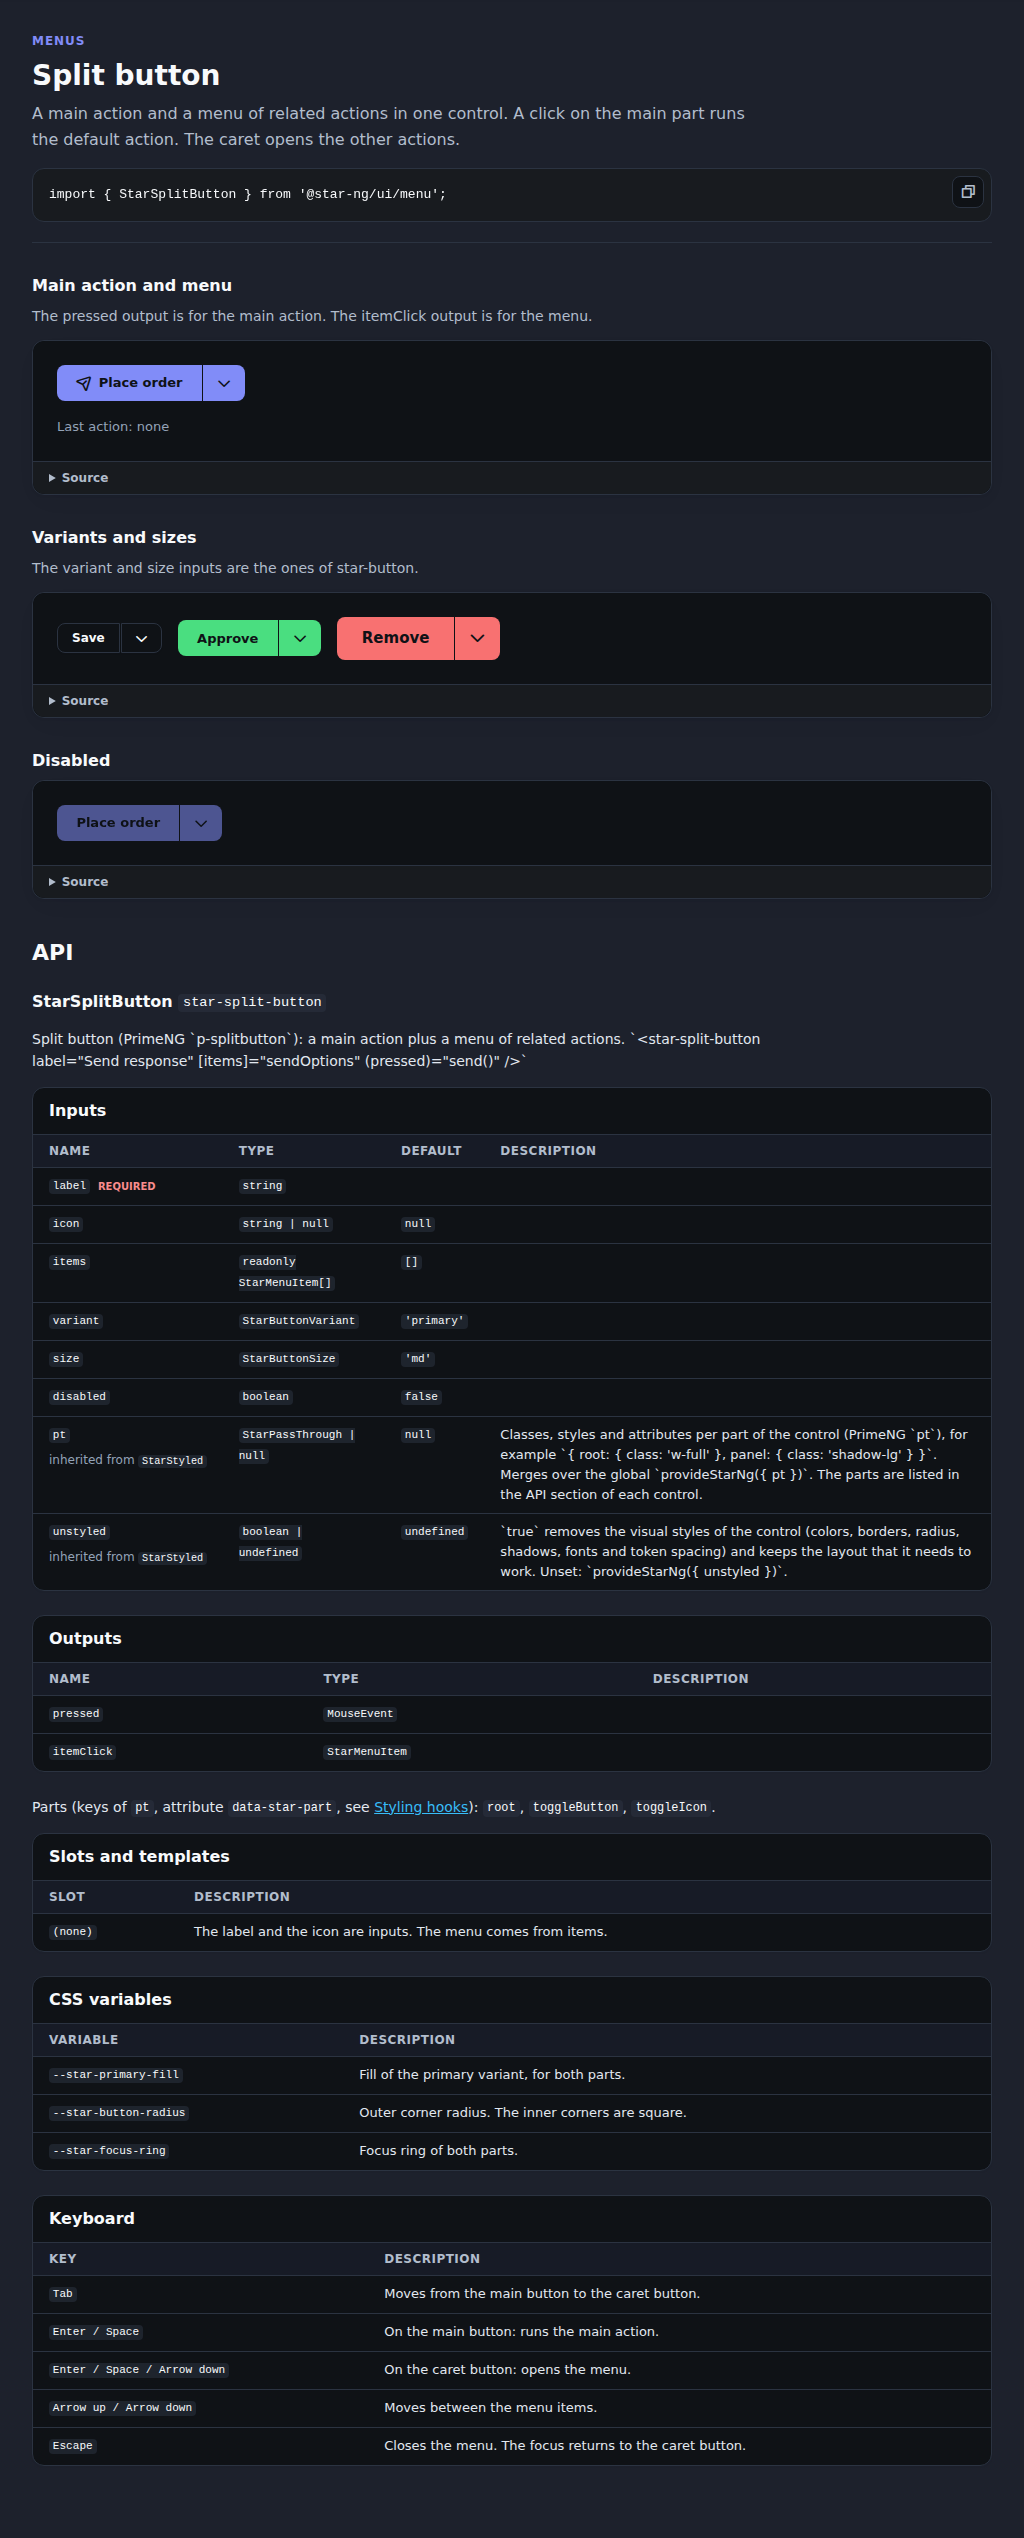 MENUS
Split button
A main action and a menu of related actions in one control. A click on the main part runs
the default action. The caret opens the other actions.
import { StarSplitButton } from '@star-ng/ui/menu';
Main action and menu
The pressed output is for the main action. The itemClick output is for the menu.
Place order
Last action: none
Source
Variants and sizes
The variant and size inputs are the ones of star-button.
Save Approve Remove
Source
Disabled
Place order
Source
API
StarSplitButton star-split-button
Split button (PrimeNG `p-splitbutton`): a main action plus a menu of related actions. `<star-split-button
label="Send response" [items]="sendOptions" (pressed)="send()" />`
Inputs
NAME TYPE DEFAULT DESCRIPTION
label REQUIRED string
icon string | null null
items readonly StarMenuItem[] []
variant StarButtonVariant 'primary'
size StarButtonSize 'md'
disabled boolean false
pt StarPassThrough | null null Classes, styles and attributes per part of the control (PrimeNG `pt`), for
inherited from StarStyled example `{ root: { class: 'w-full' }, panel: { class: 'shadow-lg' } }`.
Merges over the global `provideStarNg({ pt })`. The parts are listed in
the API section of each control.
unstyled boolean | undefined undefined `true` removes the visual styles of the control (colors, borders, radius,
inherited from StarStyled shadows, fonts and token spacing) and keeps the layout that it needs to
work. Unset: `provideStarNg({ unstyled })`.
Outputs
NAME TYPE DESCRIPTION
pressed MouseEvent
itemClick StarMenuItem
Parts (keys of pt, attribute data-star-part, see Styling hooks): root, toggleButton, toggleIcon.
Slots and templates
SLOT DESCRIPTION
(none) The label and the icon are inputs. The menu comes from items.
CSS variables
VARIABLE DESCRIPTION
--star-primary-fill Fill of the primary variant, for both parts.
--star-button-radius Outer corner radius. The inner corners are square.
--star-focus-ring Focus ring of both parts.
Keyboard
KEY DESCRIPTION
Tab Moves from the main button to the caret button.
Enter / Space On the main button: runs the main action.
Enter / Space / Arrow down On the caret button: opens the menu.
Arrow up / Arrow down Moves between the menu items.
Escape Closes the menu. The focus returns to the caret button.